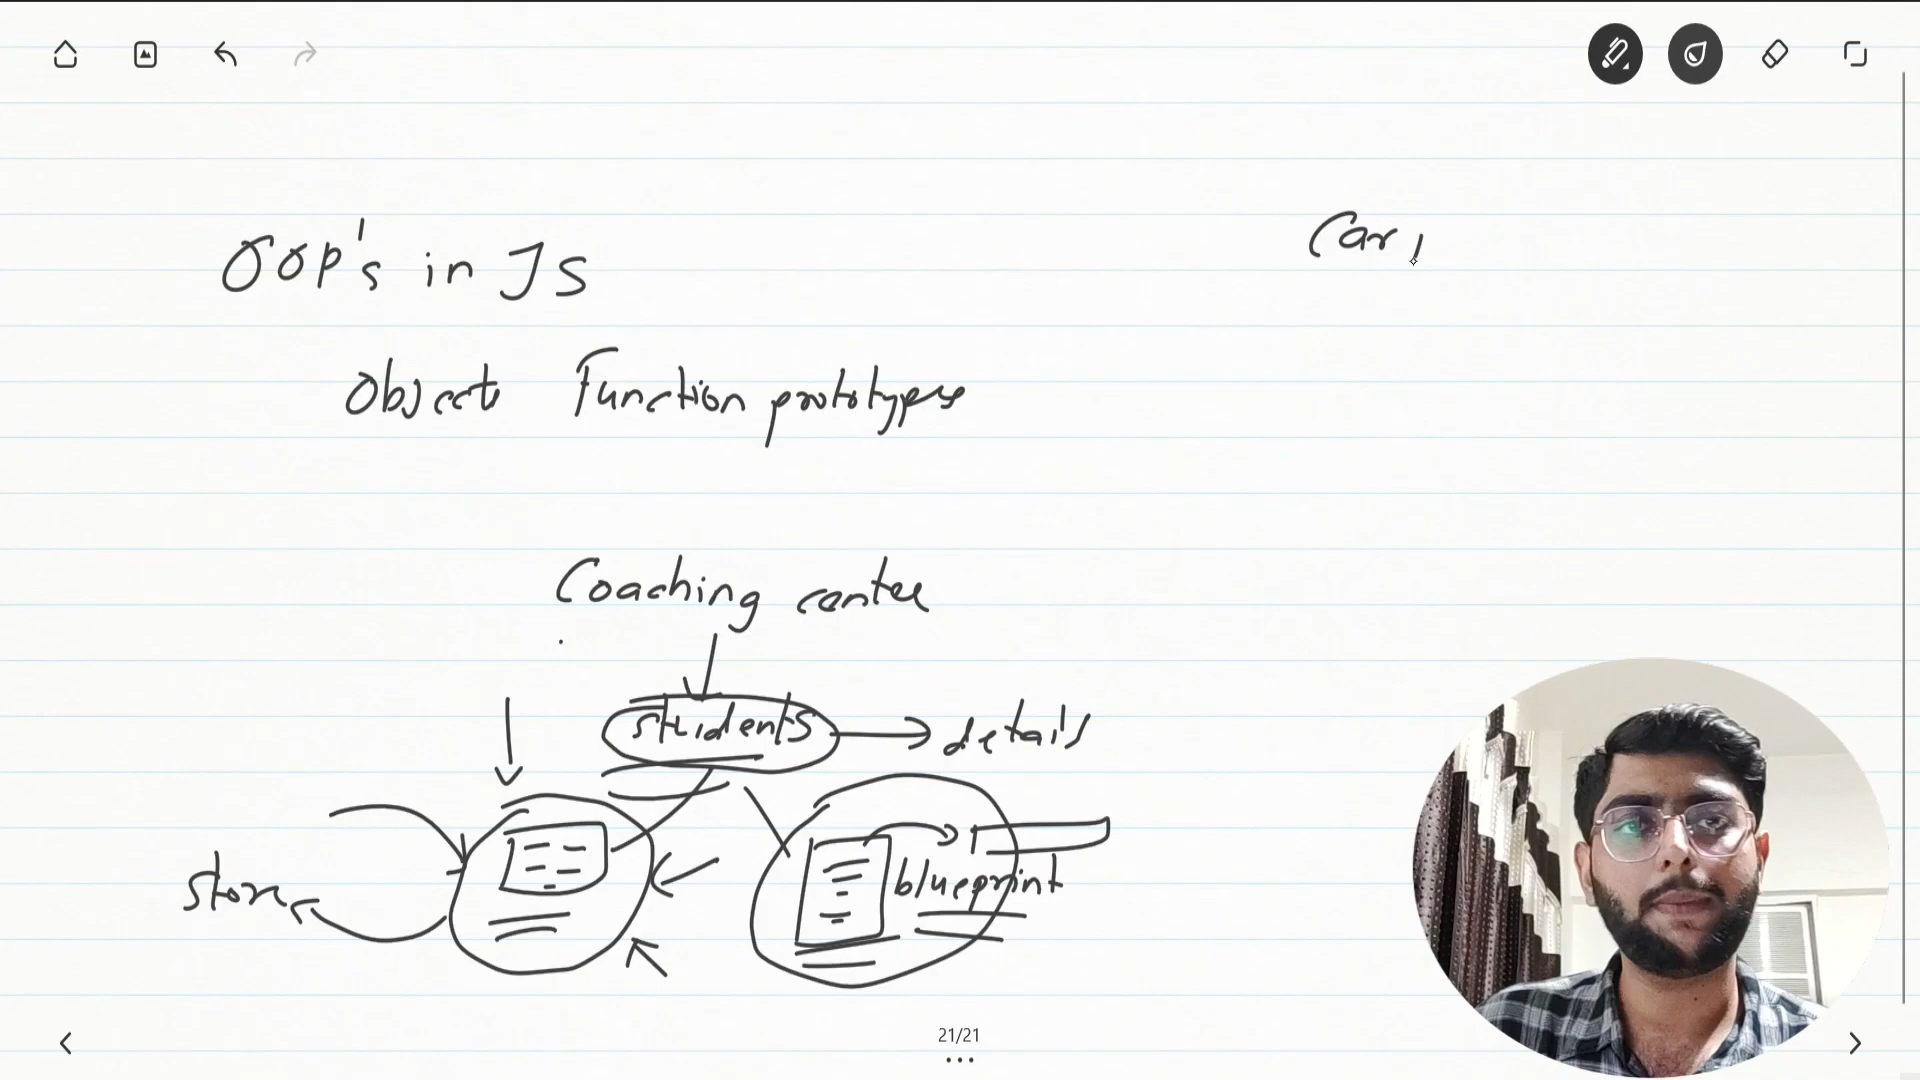 OOP's in JS
Car,
Object Function prototypes
Coaching center
students
details
store
blueprint
21/21